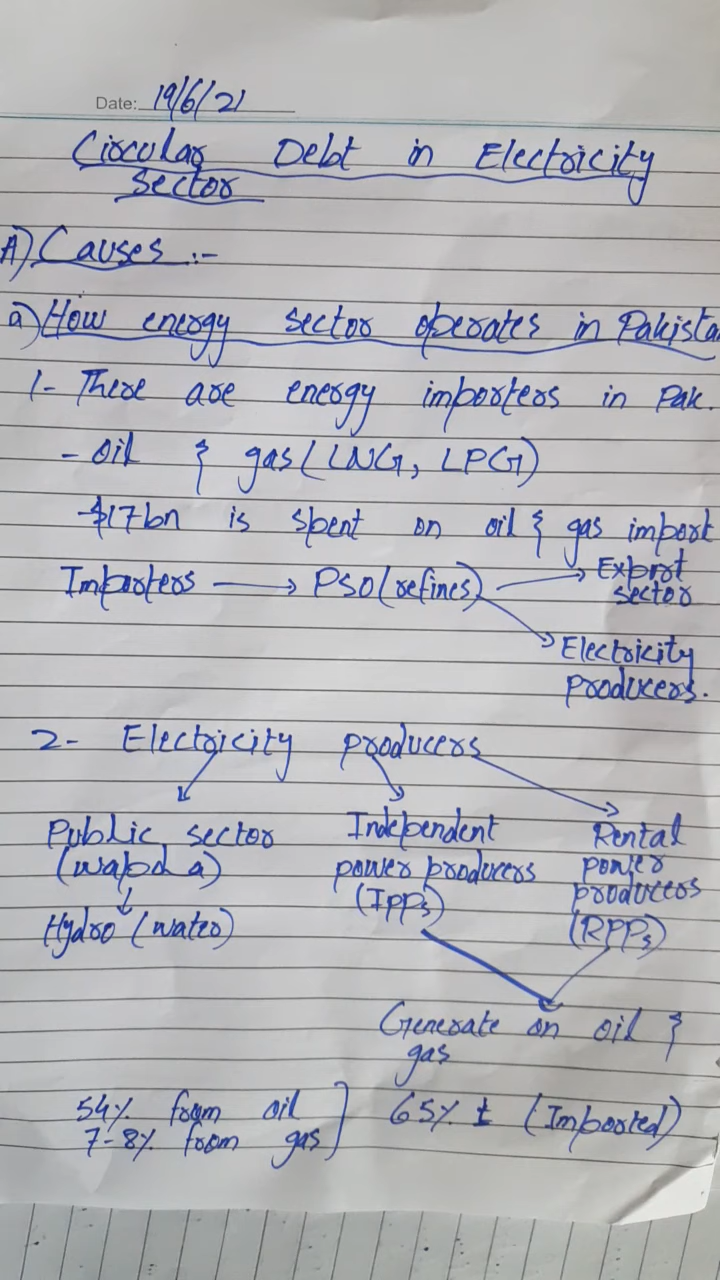 Date: 19/6/21
Circular Debt in Electricity
Sector
A) Causes :-
a) How energy sector operates in Pakista
1- There are energy importers in Pak.
- Oil & gas (LNG, LPG)
- $17bn is spent on oil & gas import
Importers → PSO (refines) → Export
sector
→ Electricity
producers.
2- Electricity producers
Public sector
(wapda)
↓
Hydro (water)
Independent
power producers
(IPPs)
Rental
power
producers
(RPPs)
Generate on oil &
gas
54% from oil
7-8% from gas
] 65% ± (Imported)